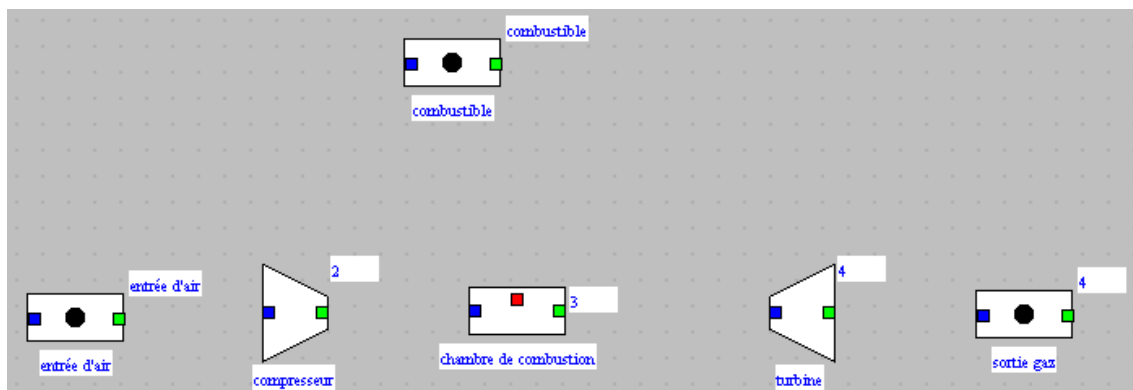 combustible
combustible
entrée d'air
entrée d'air
2
compresseur
3
chambre de combustion
4
turbine
4
sortie gaz